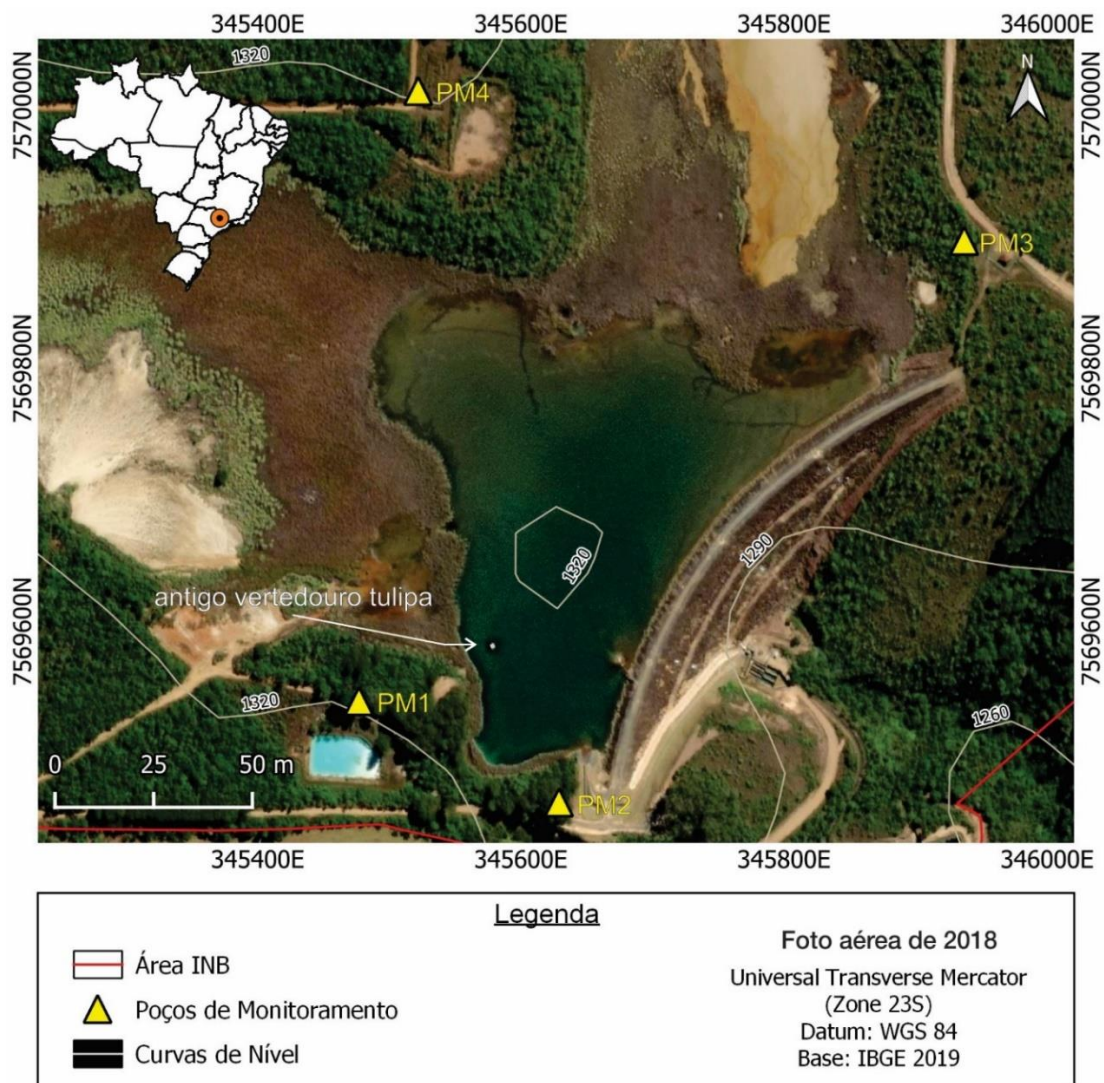 345400E 345600E 345800E 346000E
7570000N
7570000N
N
1320
PM4
PM3
7569800N
7569800N
1290
1320
antigo vertedouro tulipa
7569600N
7569600N
1320
PM1
1260
0 25 50 m
PM2
345400E 345600E 345800E 346000E
Legenda
Área INB
Poços de Monitoramento
Curvas de Nível
Foto aérea de 2018
Universal Transverse Mercator
(Zone 23S)
Datum: WGS 84
Base: IBGE 2019